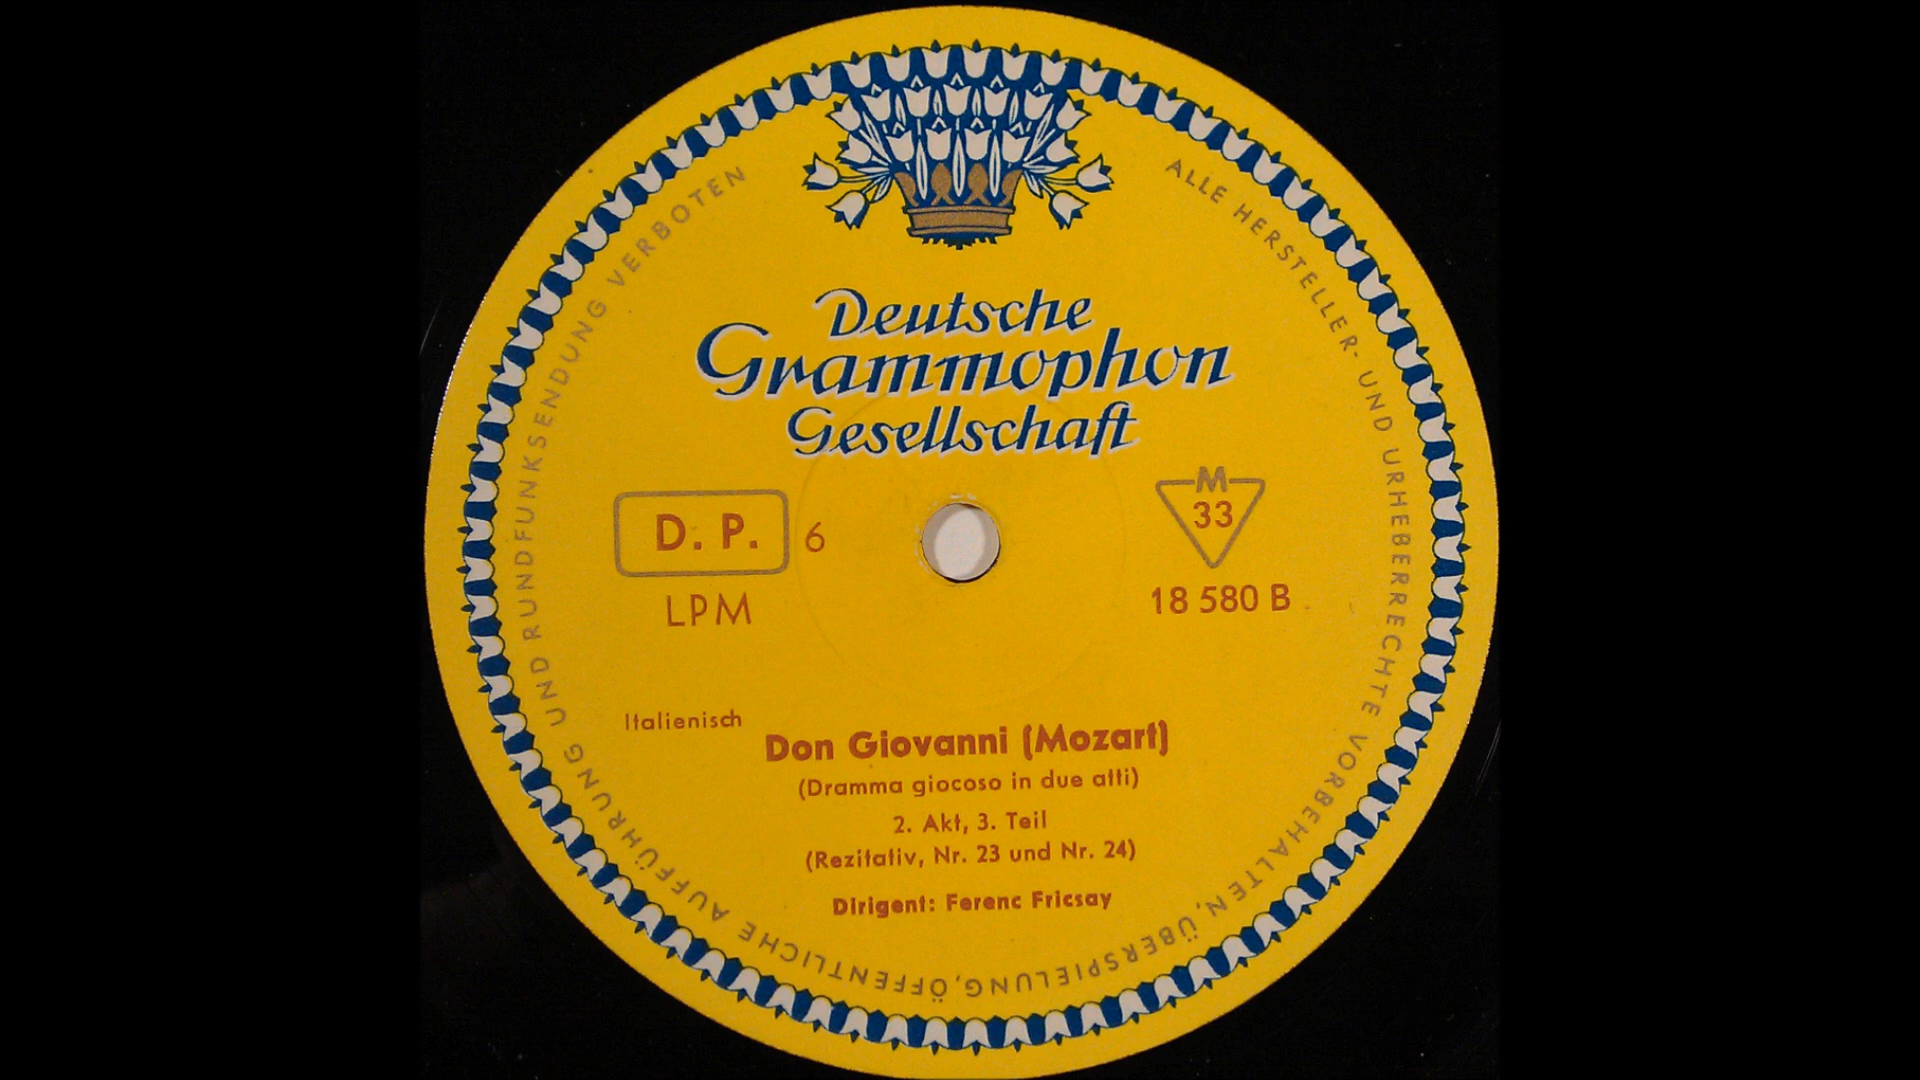 Deutsche
Grammophon
Gesellschaft
D. P. 6
LPM
M
33
18 580 B
Italienisch
Don Giovanni (Mozart)
(Dramma giocoso in due atti)
2. Akt, 3. Teil
(Rezitativ, Nr. 23 und Nr. 24)
Dirigent: Ferenc Fricsay
ALLE HERSTELLER- UND URHEBERRECHTE VORBEHALTEN, ÜBERSPIELUNG, ÖFFENTLICHE AUFFÜHRUNG UND RUNDFUNKSENDUNG VERBOTEN